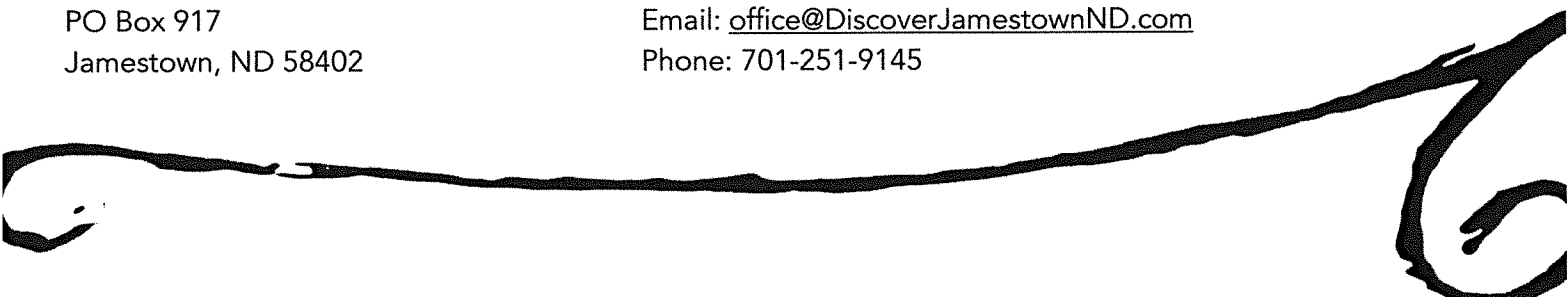 PO Box 917
Jamestown, ND 58402
Email: office@DiscoverJamestownND.com
Phone: 701-251-9145